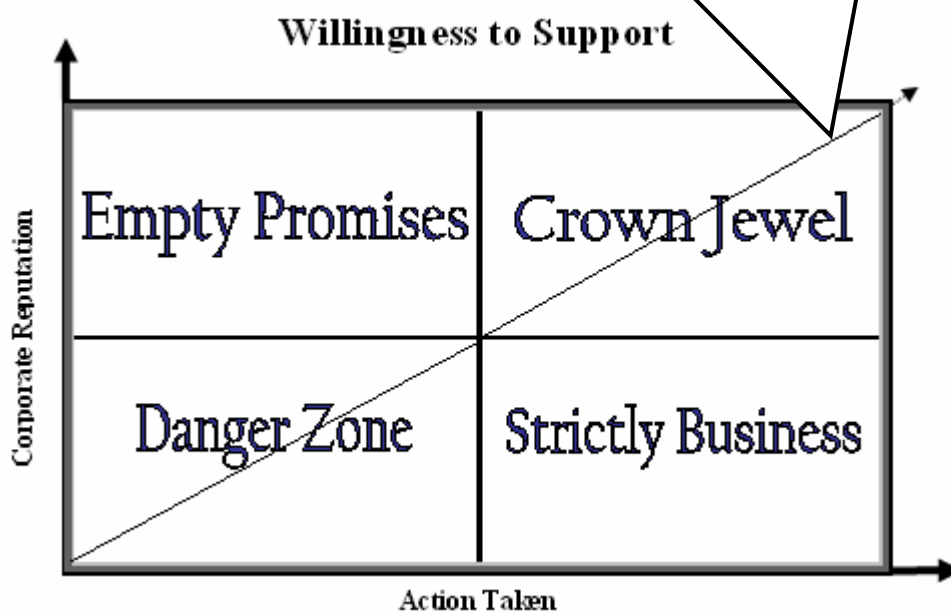 Willingness to Support
Empty Promises
Crown Jewel
Corporate Reputation
Danger Zone
Strictly Business
Action Taken